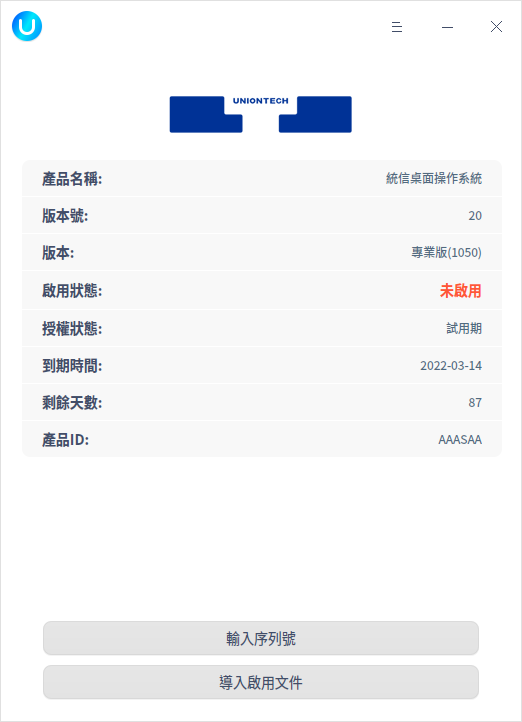 UNIONTECH
產品名稱: 統信桌面操作系統
版本號: 20
版本: 專業版(1050)
啟用狀態: 未啟用
授權狀態: 試用期
到期時間: 2022-03-14
剩餘天數: 87
產品ID: AAASAA
輸入序列號
導入啟用文件